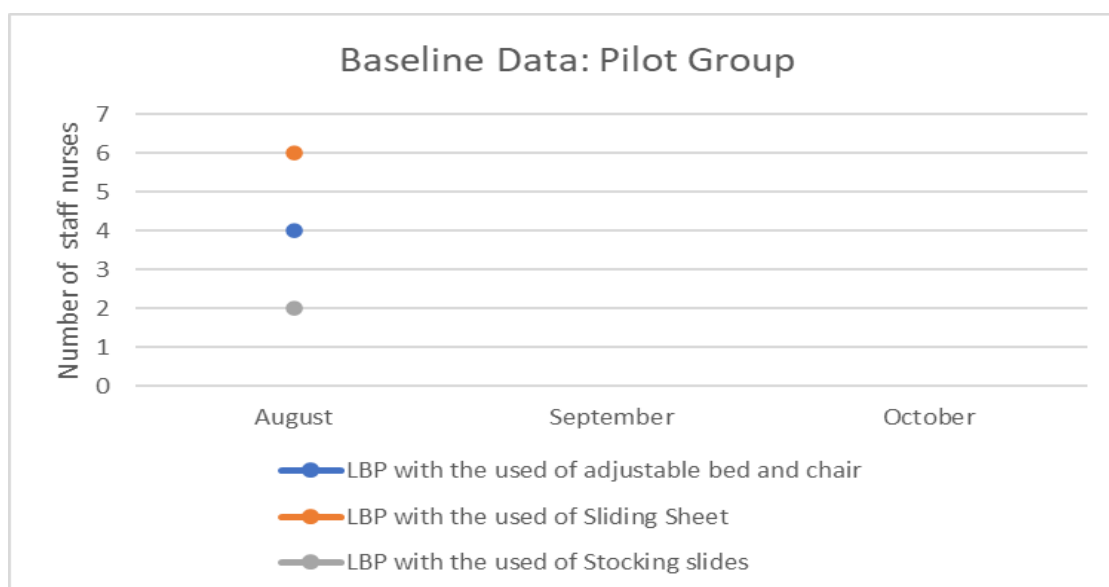 Baseline Data: Pilot Group
Number of staff nurses
7
6
5
4
3
2
1
0
August September October
LBP with the used of adjustable bed and chair
LBP with the used of Sliding Sheet
LBP with the used of Stocking slides